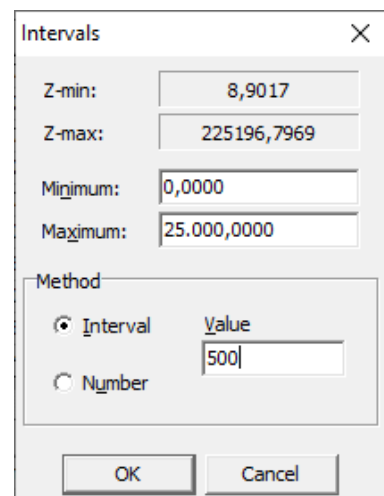 Intervals
Z-min: 8,9017
Z-max: 225196,7969
Minimum: 0,0000
Maximum: 25.000,0000
Method
Interval Value
500
Number
OK Cancel